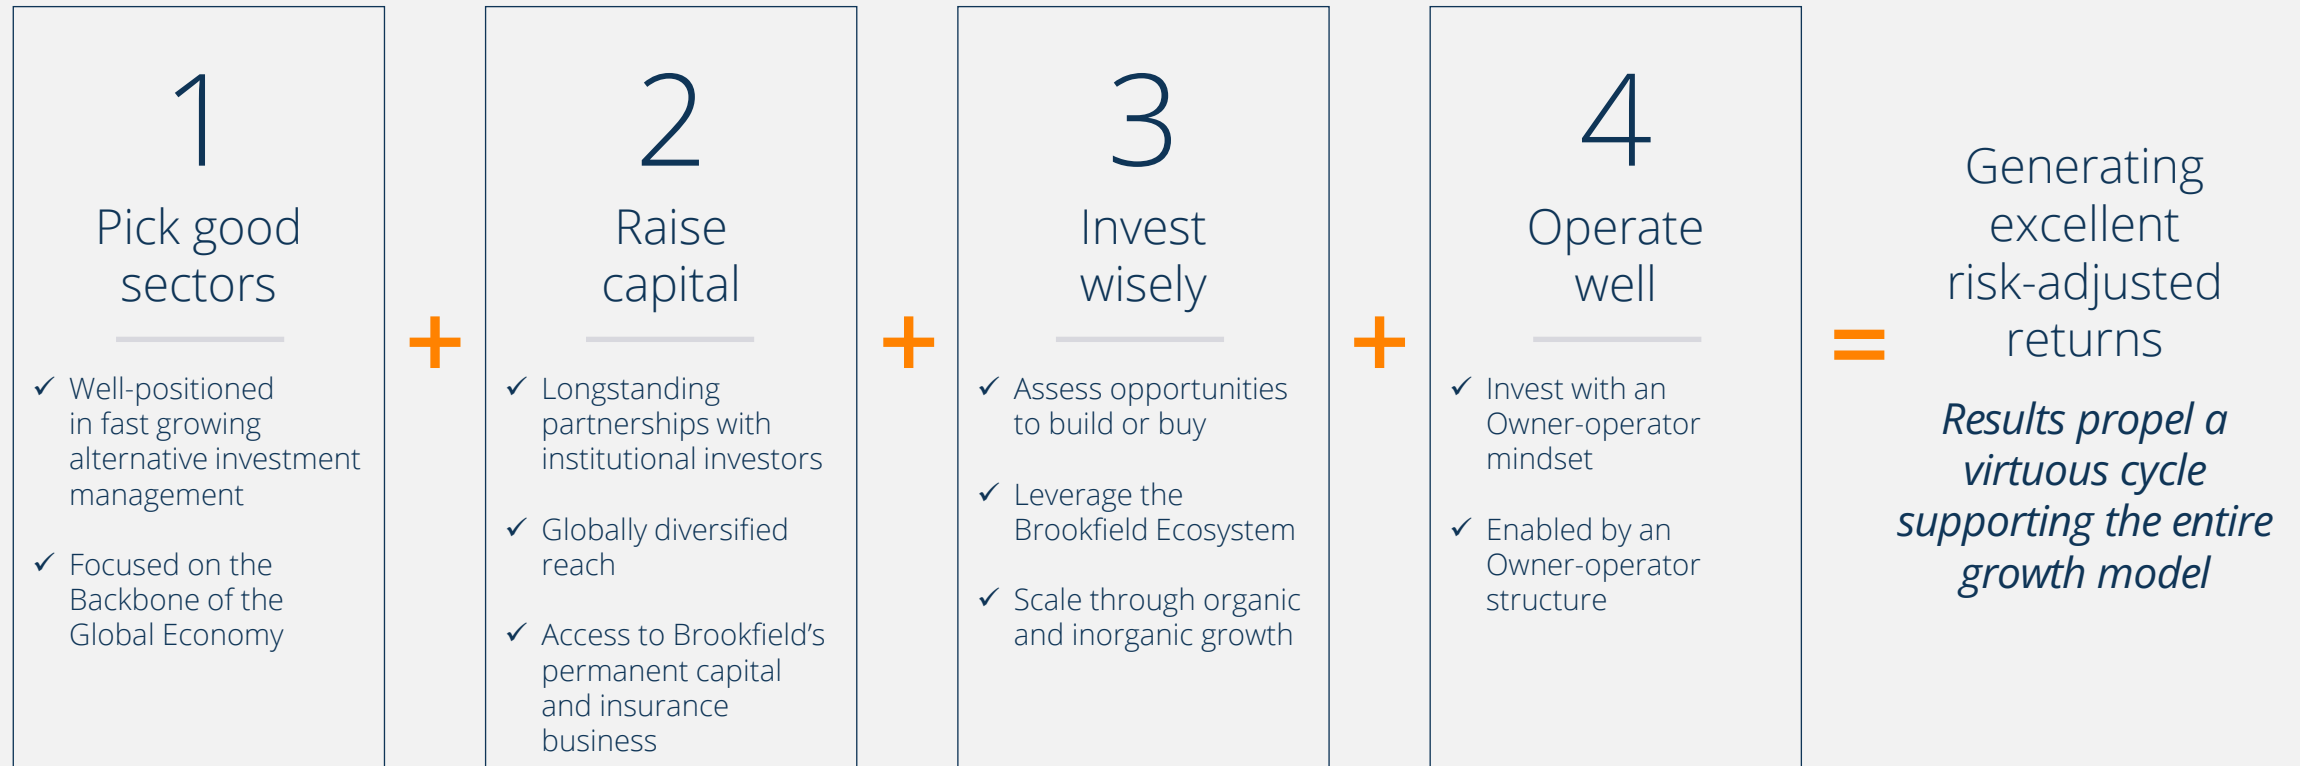 1
Pick good
sectors
✓ Well-positioned
in fast growing
alternative investment
management
✓ Focused on the
Backbone of the
Global Economy
+
2
Raise
capital
✓ Longstanding
partnerships with
institutional investors
✓ Globally diversified
reach
✓ Access to Brookfield’s
permanent capital
and insurance
business
+
3
Invest
wisely
✓ Assess opportunities
to build or buy
✓ Leverage the
Brookfield Ecosystem
✓ Scale through organic
and inorganic growth
+
4
Operate
well
✓ Invest with an
Owner-operator
mindset
✓ Enabled by an
Owner-operator
structure
=
Generating
excellent
risk-adjusted
returns
Results propel a
virtuous cycle
supporting the entire
growth model